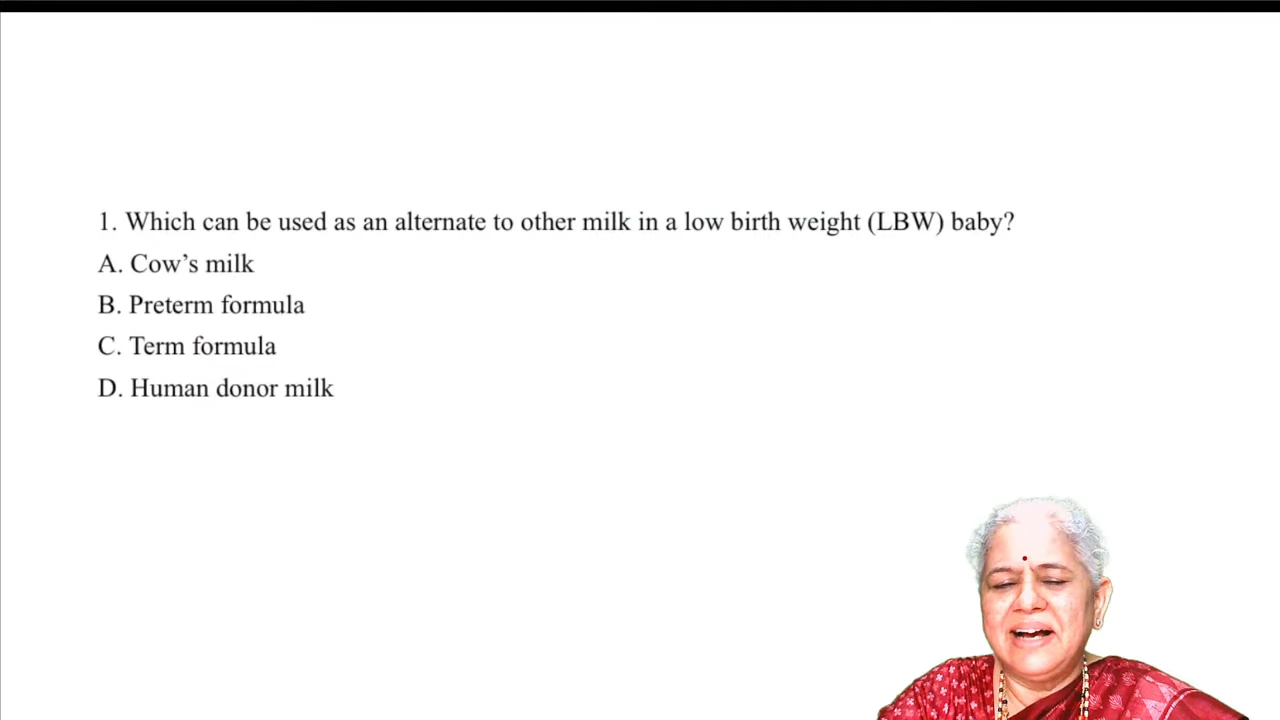 1. Which can be used as an alternate to other milk in a low birth weight (LBW) baby?
A. Cow’s milk
B. Preterm formula
C. Term formula
D. Human donor milk